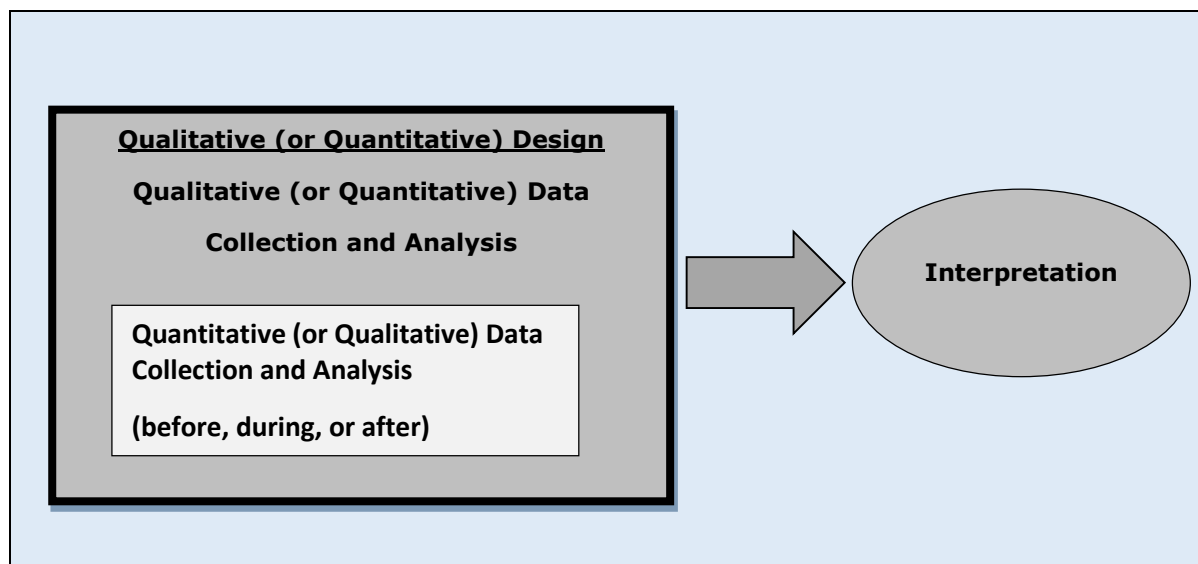 Qualitative (or Quantitative) Design
Qualitative (or Quantitative) Data
Collection and Analysis
Quantitative (or Qualitative) Data
Collection and Analysis
(before, during, or after)
Interpretation